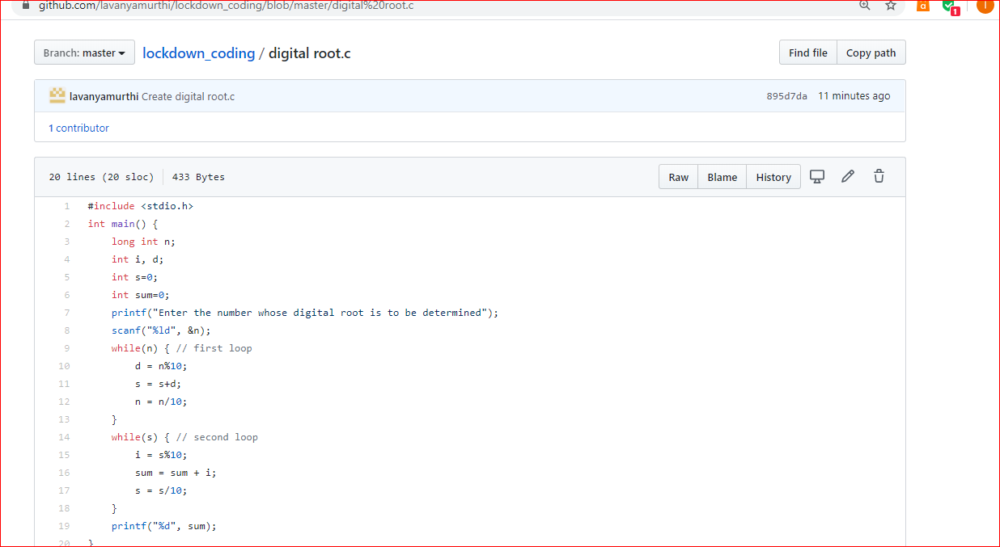 github.com/lavanyamurthi/lockdown_coding/blob/master/digital%20root.c
a
1
T
Branch: master
lockdown_coding / digital root.c
Find file
Copy path
lavanyamurthi Create digital root.c
895d7da 11 minutes ago
1 contributor
20 lines (20 sloc) 433 Bytes
Raw
Blame
History
1 #include <stdio.h>
2 int main() {
3 long int n;
4 int i, d;
5 int s=0;
6 int sum=0;
7 printf("Enter the number whose digital root is to be determined");
8 scanf("%ld", &n);
9 while(n) { // first loop
10 d = n%10;
11 s = s+d;
12 n = n/10;
13 }
14 while(s) { // second loop
15 i = s%10;
16 sum = sum + i;
17 s = s/10;
18 }
19 printf("%d", sum);
20 }